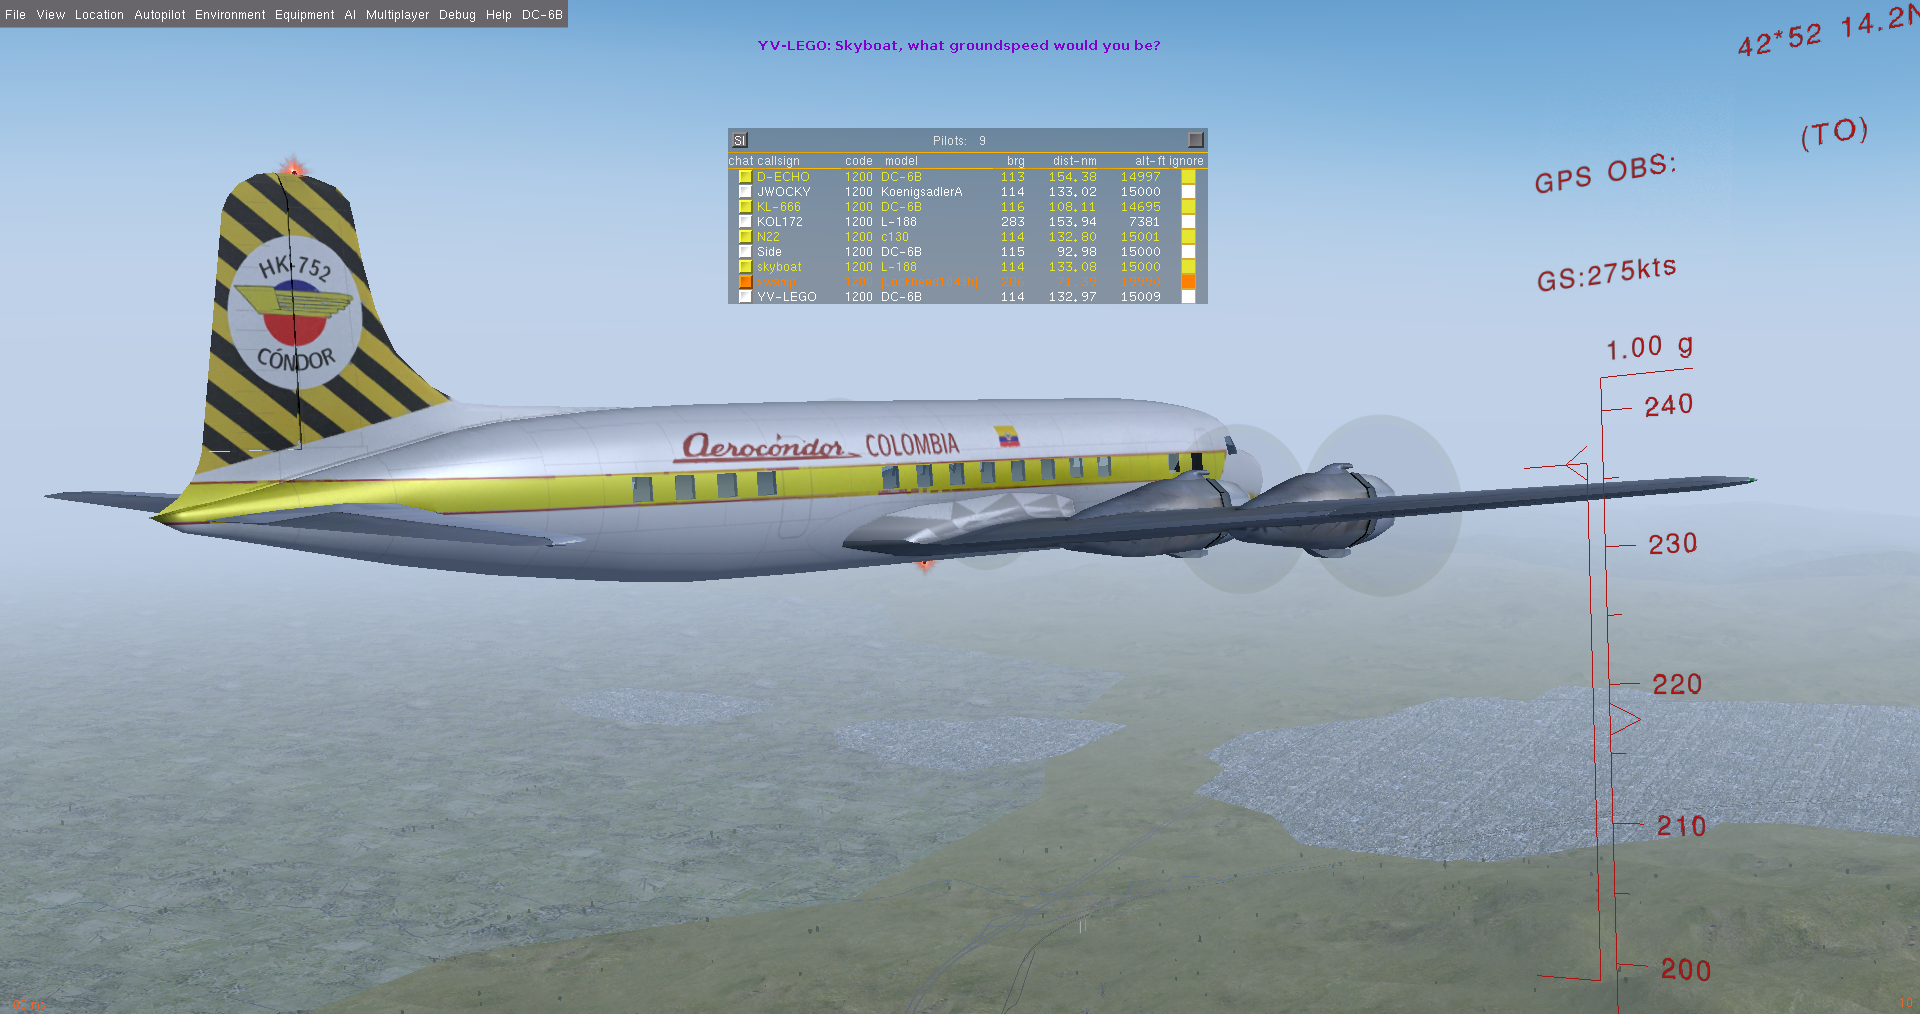 File View Location Autopilot Environment Equipment AI Multiplayer Debug Help DC-6B
YV-LEGO: Skyboat, what groundspeed would you be?
42*52 14.2N
(TO)
GPS OBS:
GS:275kts
1.00 g
240
230
220
210
200
SI Pilots: 9
chat callsign code model brg dist-nm alt-ft ignore
D-ECHO 1200 DC-6B 113 154.38 14997
JWOCKY 1200 KoenigsadlerA 114 133.02 15000
KL-666 1200 DC-6B 116 108.11 14695
KOL172 1200 L-188 283 153.94 7381
N22 1200 c130 114 132.80 15001
Side 1200 DC-6B 115 92.98 15000
skyboat 1200 L-188 114 133.08 15000
YV-LEGO 1200 DC-6B 114 132.97 15009
HK-752
CÓNDOR
Aerocóndor COLOMBIA
10